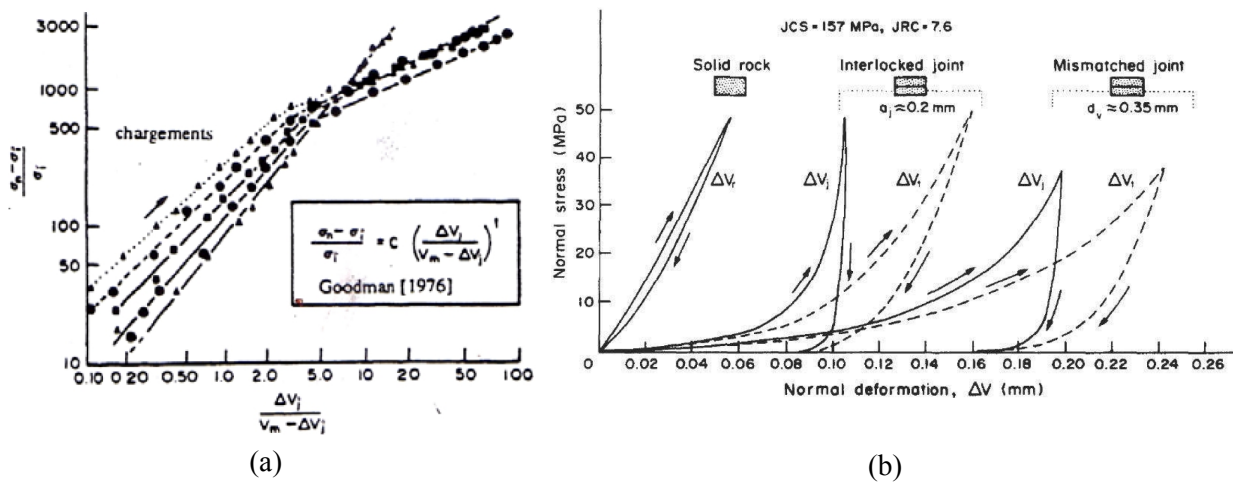 3000
1000
500
100
50
10
0.10
0.20
0.50
1.0
2.0
5.0
10
20
50
100
chargements
σn − σi
σi
σn − σi
σi
= C
(
ΔVj
Vm − ΔVj
)
t
Goodman [1976]
ΔVj
Vm − ΔVj
(a)
JCS = 157 MPa, JRC = 7.6
Solid rock
Interlocked joint
Mismatched joint
aj ≈ 0.2 mm
50
40
30
20
10
0
Normal stress (MPa)
ΔVr
ΔVj
ΔVt
ΔVj
ΔVt
0.02
0.04
0.06
0.08
0.10
0.12
0.14
0.16
0.18
0.20
0.22
0.24
0.26
Normal deformation, ΔV (mm)
(b)